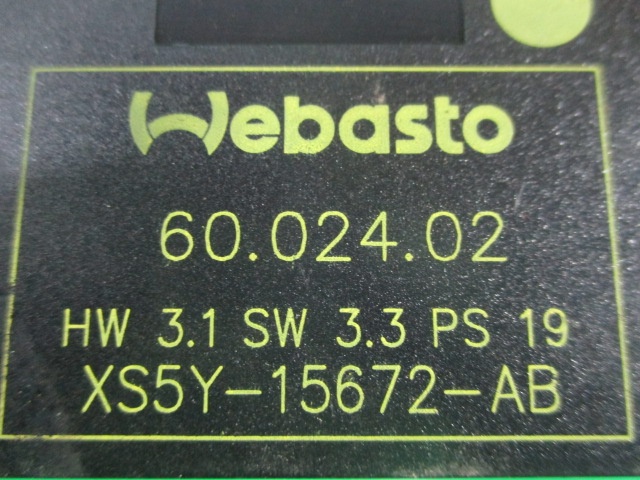 Webasto
60.024.02
HW 3.1 SW 3.3 PS 19
XS5Y-15672-AB